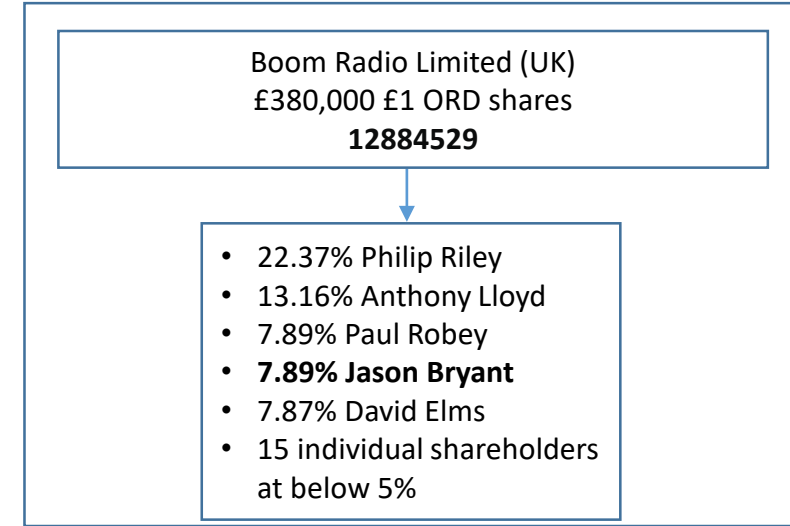 Boom Radio Limited (UK)
£380,000 £1 ORD shares
12884529
• 22.37% Philip Riley
• 13.16% Anthony Lloyd
• 7.89% Paul Robey
• 7.89% Jason Bryant
• 7.87% David Elms
• 15 individual shareholders
at below 5%